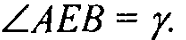 ∠AEB = γ.